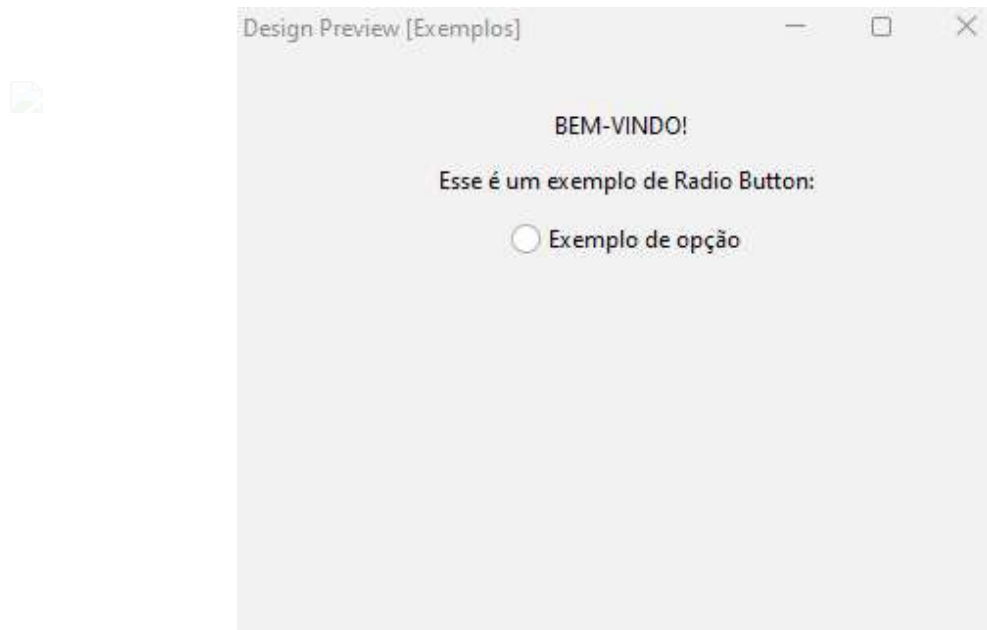 Design Preview [Exemplos]
BEM-VINDO!
Esse é um exemplo de Radio Button:
Exemplo de opção